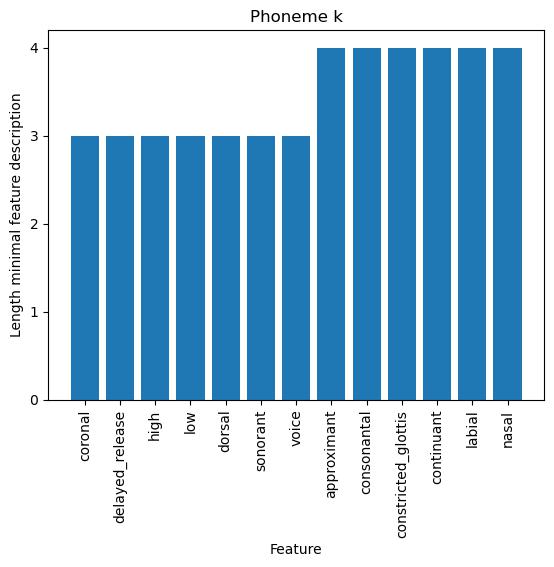 Phoneme k
Length minimal feature description
4
3
2
1
0
coronal
delayed_release
high
low
dorsal
sonorant
voice
approximant
consonantal
constricted_glottis
continuant
labial
nasal
Feature